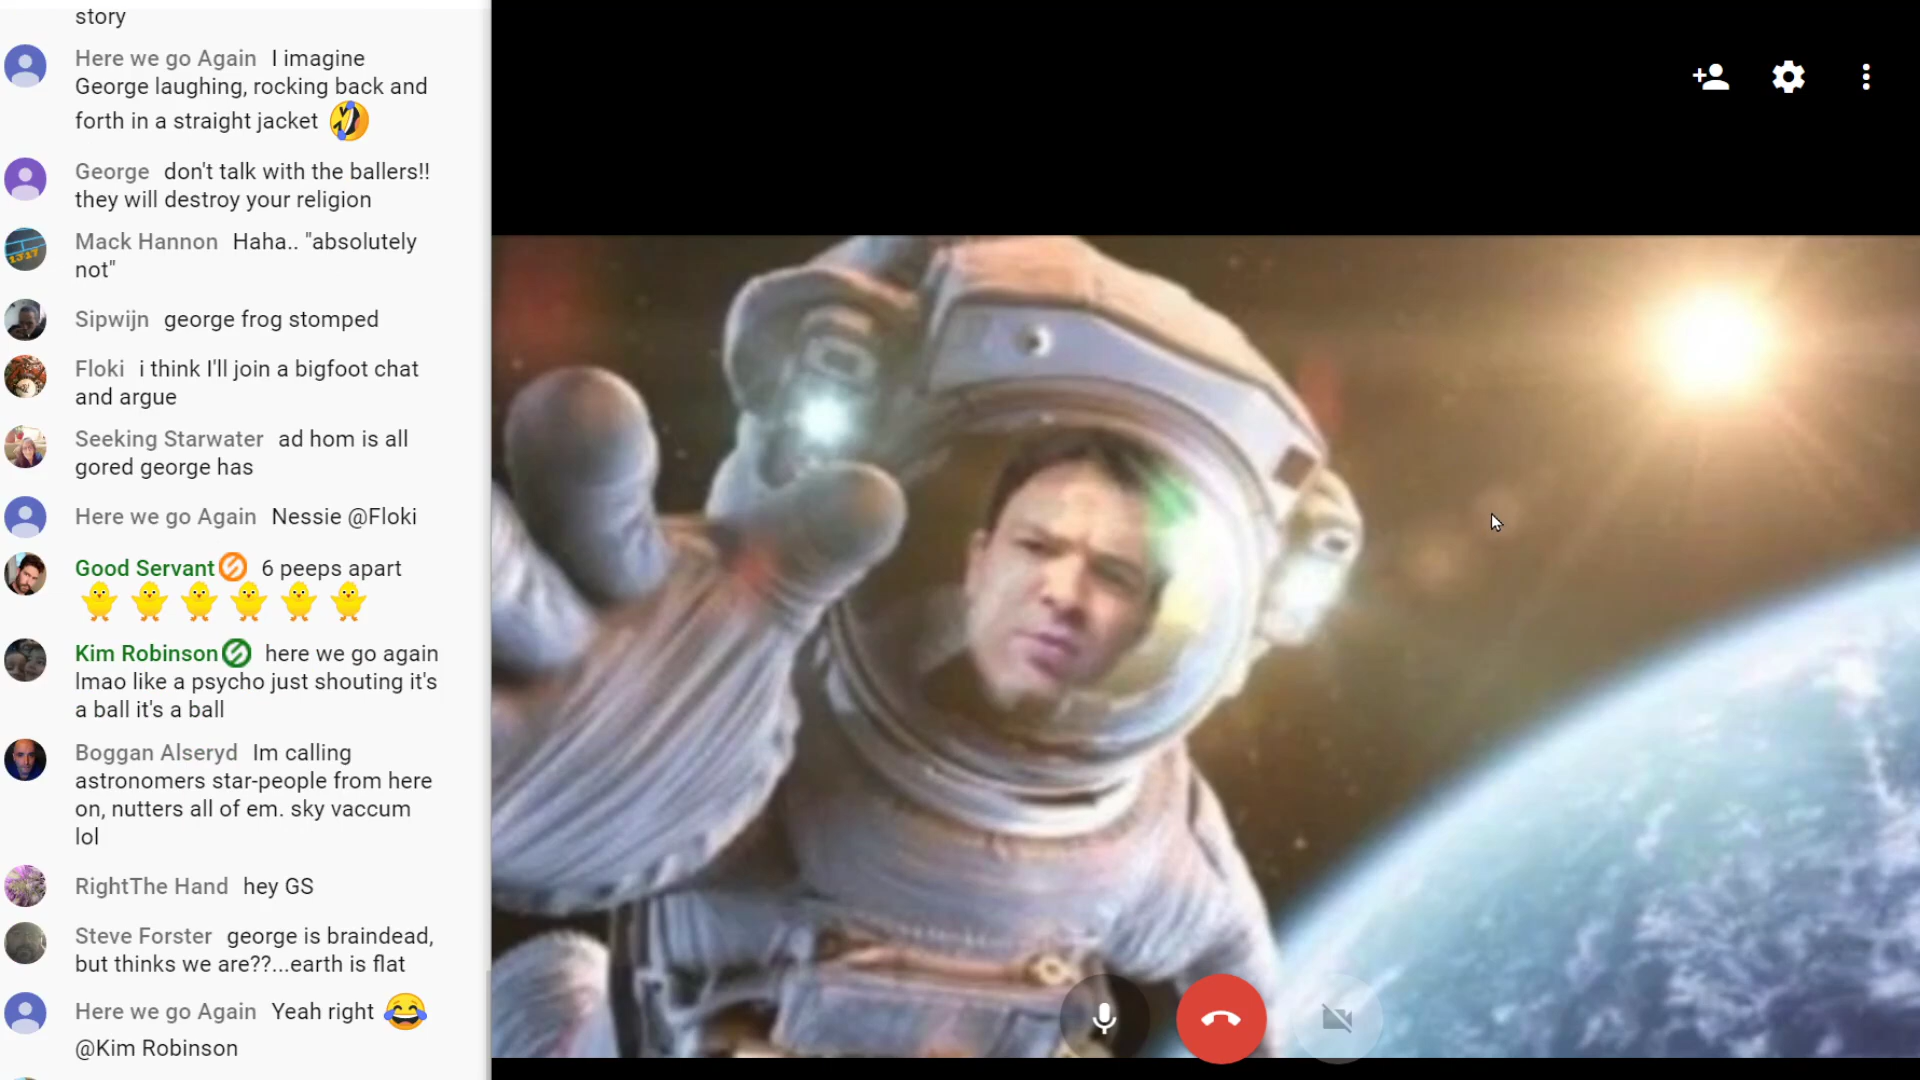 story
Here we go Again I imagine
George laughing, rocking back and
forth in a straight jacket
George don't talk with the ballers!!
they will destroy your religion
Mack Hannon Haha.. "absolutely
not"
Sipwijn george frog stomped
Floki i think I'll join a bigfoot chat
and argue
Seeking Starwater ad hom is all
gored george has
Here we go Again Nessie @Floki
Good Servant 6 peeps apart
Kim Robinson here we go again
lmao like a psycho just shouting it's
a ball it's a ball
Boggan Alseryd Im calling
astronomers star-people from here
on, nutters all of em. sky vaccum
lol
RightThe Hand hey GS
Steve Forster george is braindead,
but thinks we are??...earth is flat
Here we go Again Yeah right
@Kim Robinson